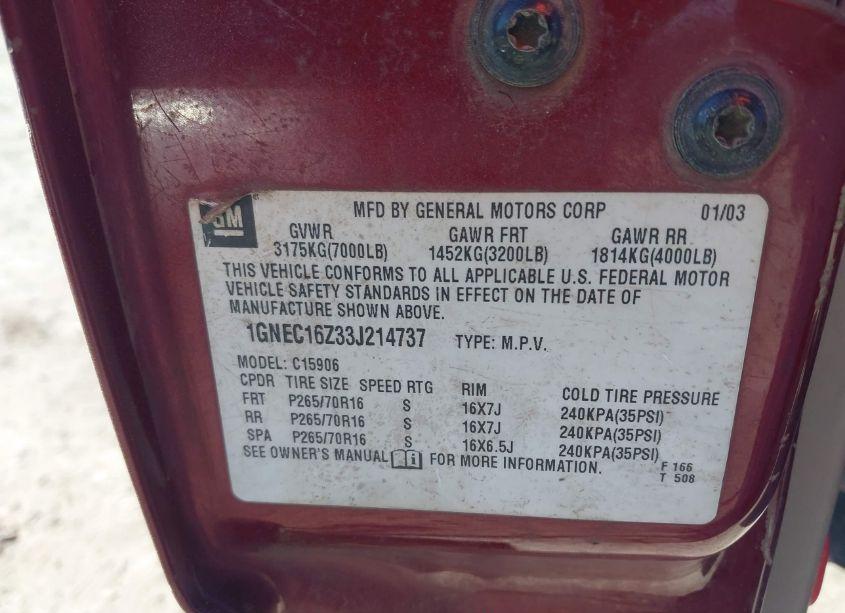 GM MFD BY GENERAL MOTORS CORP 01/03
GVWR GAWR FRT GAWR RR
3175KG(7000LB) 1452KG(3200LB) 1814KG(4000LB)
THIS VEHICLE CONFORMS TO ALL APPLICABLE U.S. FEDERAL MOTOR
VEHICLE SAFETY STANDARDS IN EFFECT ON THE DATE OF
MANUFACTURE SHOWN ABOVE.
1GNEC16Z33J214737 TYPE: M.P.V.
MODEL: C15906
CPDR TIRE SIZE SPEED RTG RIM COLD TIRE PRESSURE
FRT P265/70R16 S 16X7J 240KPA(35PSI)
RR P265/70R16 S 16X7J 240KPA(35PSI)
SPA P265/70R16 S 16X6.5J 240KPA(35PSI)
SEE OWNER'S MANUAL FOR MORE INFORMATION.
F 166
T 508